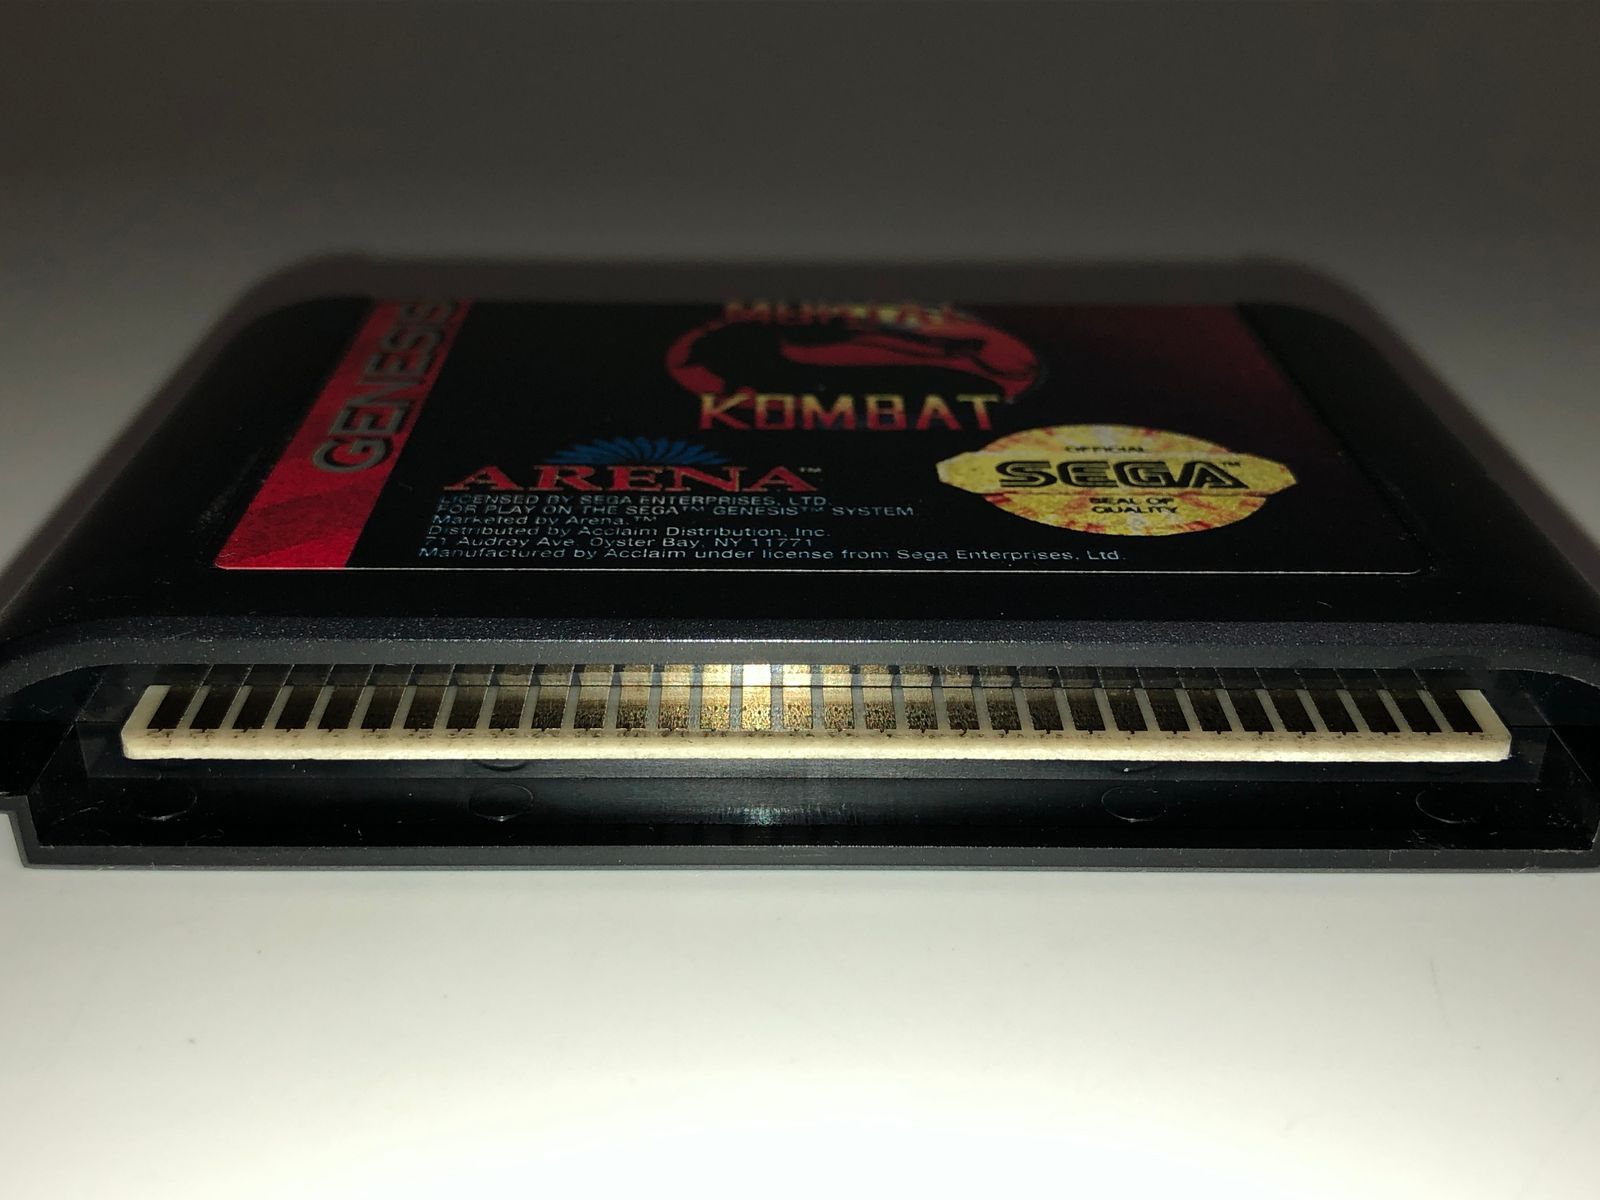 GENESIS
MORTAL
KOMBAT
ARENA™
LICENSED BY SEGA ENTERPRISES, LTD.
FOR PLAY ON THE SEGA™ GENESIS™ SYSTEM.
Marketed by Arena.™
Distributed by Acclaim Distribution, Inc.
71 Audrey Ave. Oyster Bay, NY 11771
Manufactured by Acclaim under license from Sega Enterprises, Ltd.
OFFICIAL
SEGA™
SEAL OF
QUALITY